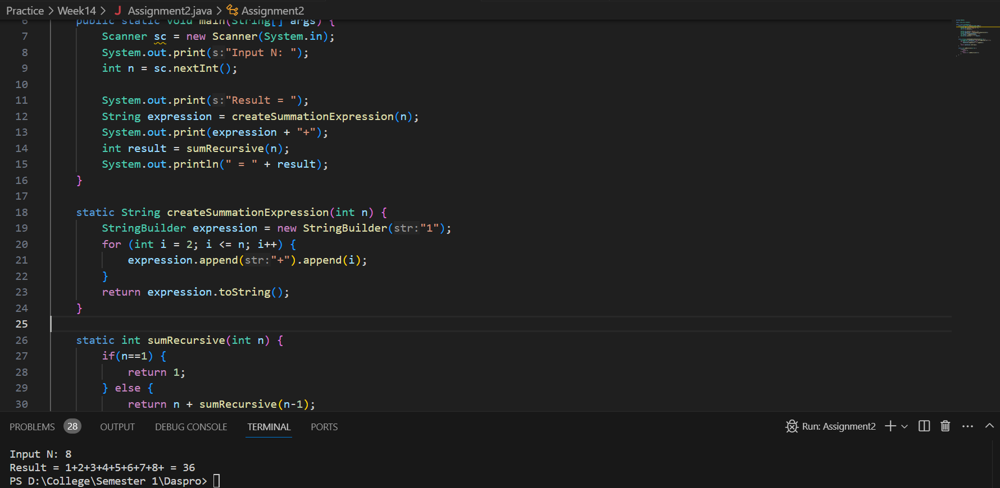 Practice > Week14 > J Assignment2.java > Assignment2
6 public static void main(String[] args) {
7 Scanner sc = new Scanner(System.in);
8 System.out.print(s:"Input N: ");
9 int n = sc.nextInt();
10
11 System.out.print(s:"Result = ");
12 String expression = createSummationExpression(n);
13 System.out.print(expression + "+");
14 int result = sumRecursive(n);
15 System.out.println(" = " + result);
16 }
17
18 static String createSummationExpression(int n) {
19 StringBuilder expression = new StringBuilder(str:"1");
20 for (int i = 2; i <= n; i++) {
21 expression.append(str:"+").append(i);
22 }
23 return expression.toString();
24 }
25
26 static int sumRecursive(int n) {
27 if(n==1) {
28 return 1;
29 } else {
30 return n + sumRecursive(n-1);
PROBLEMS 28 OUTPUT DEBUG CONSOLE TERMINAL PORTS Run: Assignment2
Input N: 8
Result = 1+2+3+4+5+6+7+8+ = 36
PS D:\College\Semester 1\Daspro>